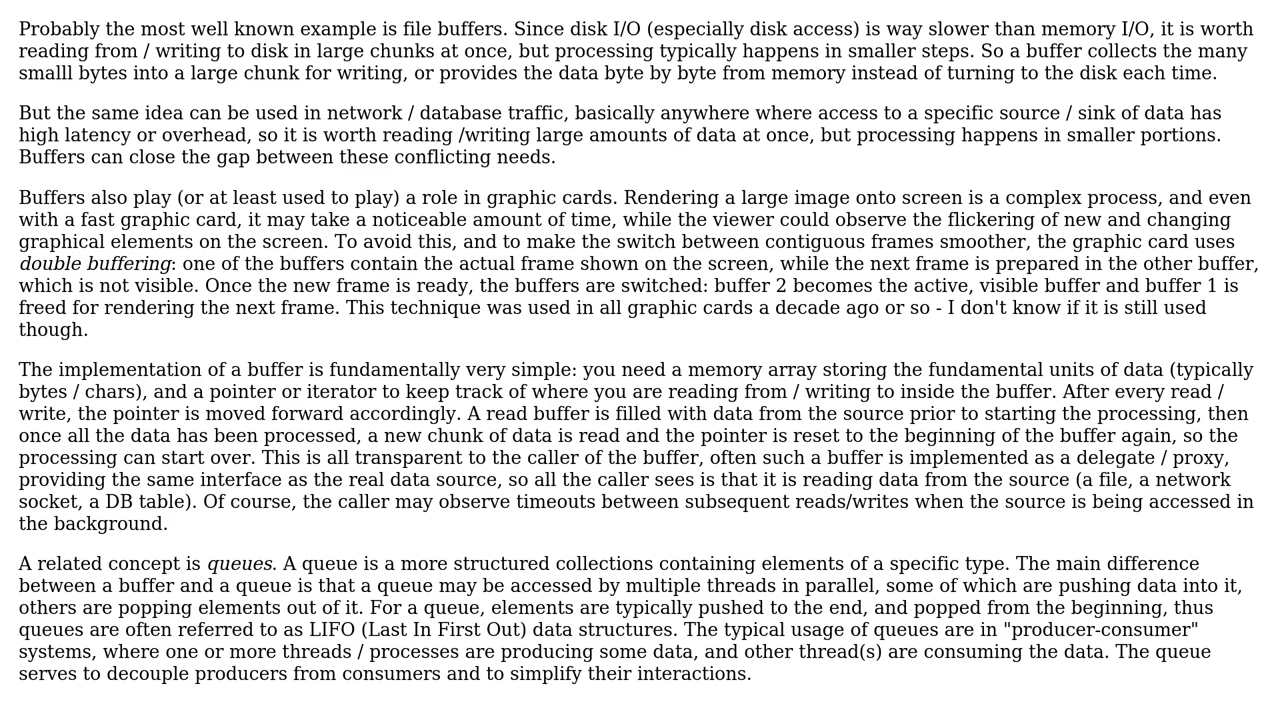 Probably the most well known example is file buffers. Since disk I/O (especially disk access) is way slower than memory I/O, it is worth
reading from / writing to disk in large chunks at once, but processing typically happens in smaller steps. So a buffer collects the many
smalll bytes into a large chunk for writing, or provides the data byte by byte from memory instead of turning to the disk each time.
But the same idea can be used in network / database traffic, basically anywhere where access to a specific source / sink of data has
high latency or overhead, so it is worth reading /writing large amounts of data at once, but processing happens in smaller portions.
Buffers can close the gap between these conflicting needs.
Buffers also play (or at least used to play) a role in graphic cards. Rendering a large image onto screen is a complex process, and even
with a fast graphic card, it may take a noticeable amount of time, while the viewer could observe the flickering of new and changing
graphical elements on the screen. To avoid this, and to make the switch between contiguous frames smoother, the graphic card uses
double buffering: one of the buffers contain the actual frame shown on the screen, while the next frame is prepared in the other buffer,
which is not visible. Once the new frame is ready, the buffers are switched: buffer 2 becomes the active, visible buffer and buffer 1 is
freed for rendering the next frame. This technique was used in all graphic cards a decade ago or so - I don't know if it is still used
though.
The implementation of a buffer is fundamentally very simple: you need a memory array storing the fundamental units of data (typically
bytes / chars), and a pointer or iterator to keep track of where you are reading from / writing to inside the buffer. After every read /
write, the pointer is moved forward accordingly. A read buffer is filled with data from the source prior to starting the processing, then
once all the data has been processed, a new chunk of data is read and the pointer is reset to the beginning of the buffer again, so the
processing can start over. This is all transparent to the caller of the buffer, often such a buffer is implemented as a delegate / proxy,
providing the same interface as the real data source, so all the caller sees is that it is reading data from the source (a file, a network
socket, a DB table). Of course, the caller may observe timeouts between subsequent reads/writes when the source is being accessed in
the background.
A related concept is queues. A queue is a more structured collections containing elements of a specific type. The main difference
between a buffer and a queue is that a queue may be accessed by multiple threads in parallel, some of which are pushing data into it,
others are popping elements out of it. For a queue, elements are typically pushed to the end, and popped from the beginning, thus
queues are often referred to as LIFO (Last In First Out) data structures. The typical usage of queues are in "producer-consumer"
systems, where one or more threads / processes are producing some data, and other thread(s) are consuming the data. The queue
serves to decouple producers from consumers and to simplify their interactions.